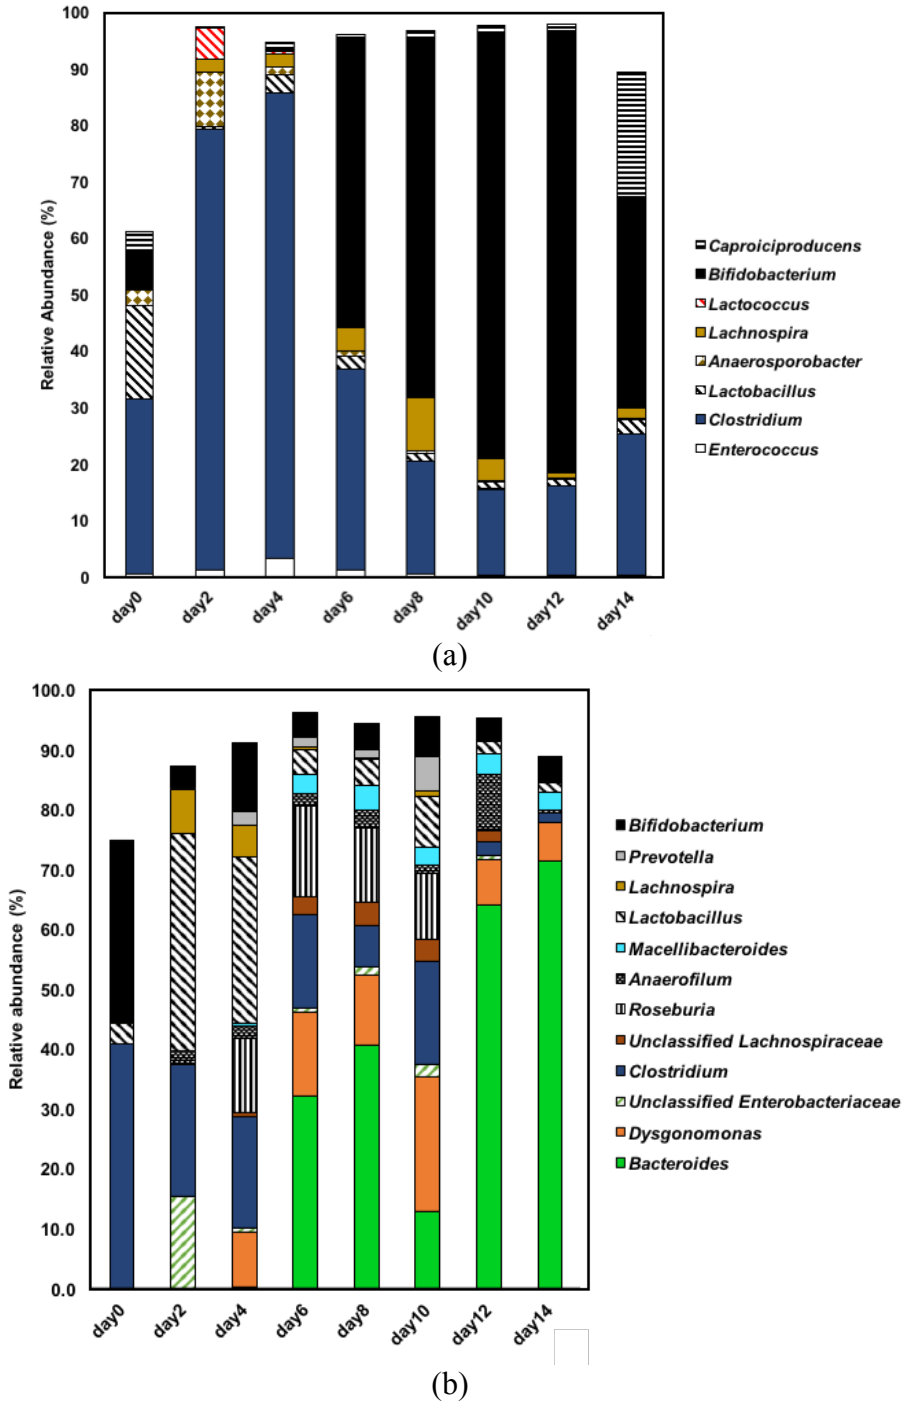 100
90
80
70
60
50
40
30
20
10
0
Relative Abundance (%)
day0
day2
day4
day6
day8
day10
day12
day14
Caproiciproducens
Bifidobacterium
Lactococcus
Lachnospira
Anaerosporobacter
Lactobacillus
Clostridium
Enterococcus
(a)
100.0
90.0
80.0
70.0
60.0
50.0
40.0
30.0
20.0
10.0
0.0
Relative abundance (%)
day0
day2
day4
day6
day8
day10
day12
day14
Bifidobacterium
Prevotella
Lachnospira
Lactobacillus
Macellibacteroides
Anaerofilum
Roseburia
Unclassified Lachnospiraceae
Clostridium
Unclassified Enterobacteriaceae
Dysgonomonas
Bacteroides
(b)